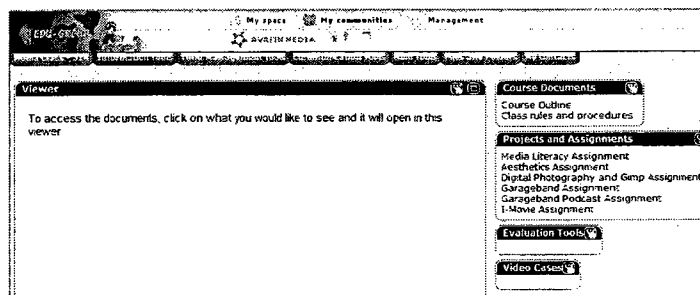 My space My communities Management
Viewer
To access the documents, click on what you would like to see and it will open in this
viewer
Course Documents
Course Outline
Class rules and procedures
Projects and Assignments
Media Literacy Assignment
Aesthetics Assignment
Digital Photography and Gimp Assignment
Garageband Assignment
Garageband Podcast Assignment
I-Movie Assignment
Evaluation Tools
Video Cases